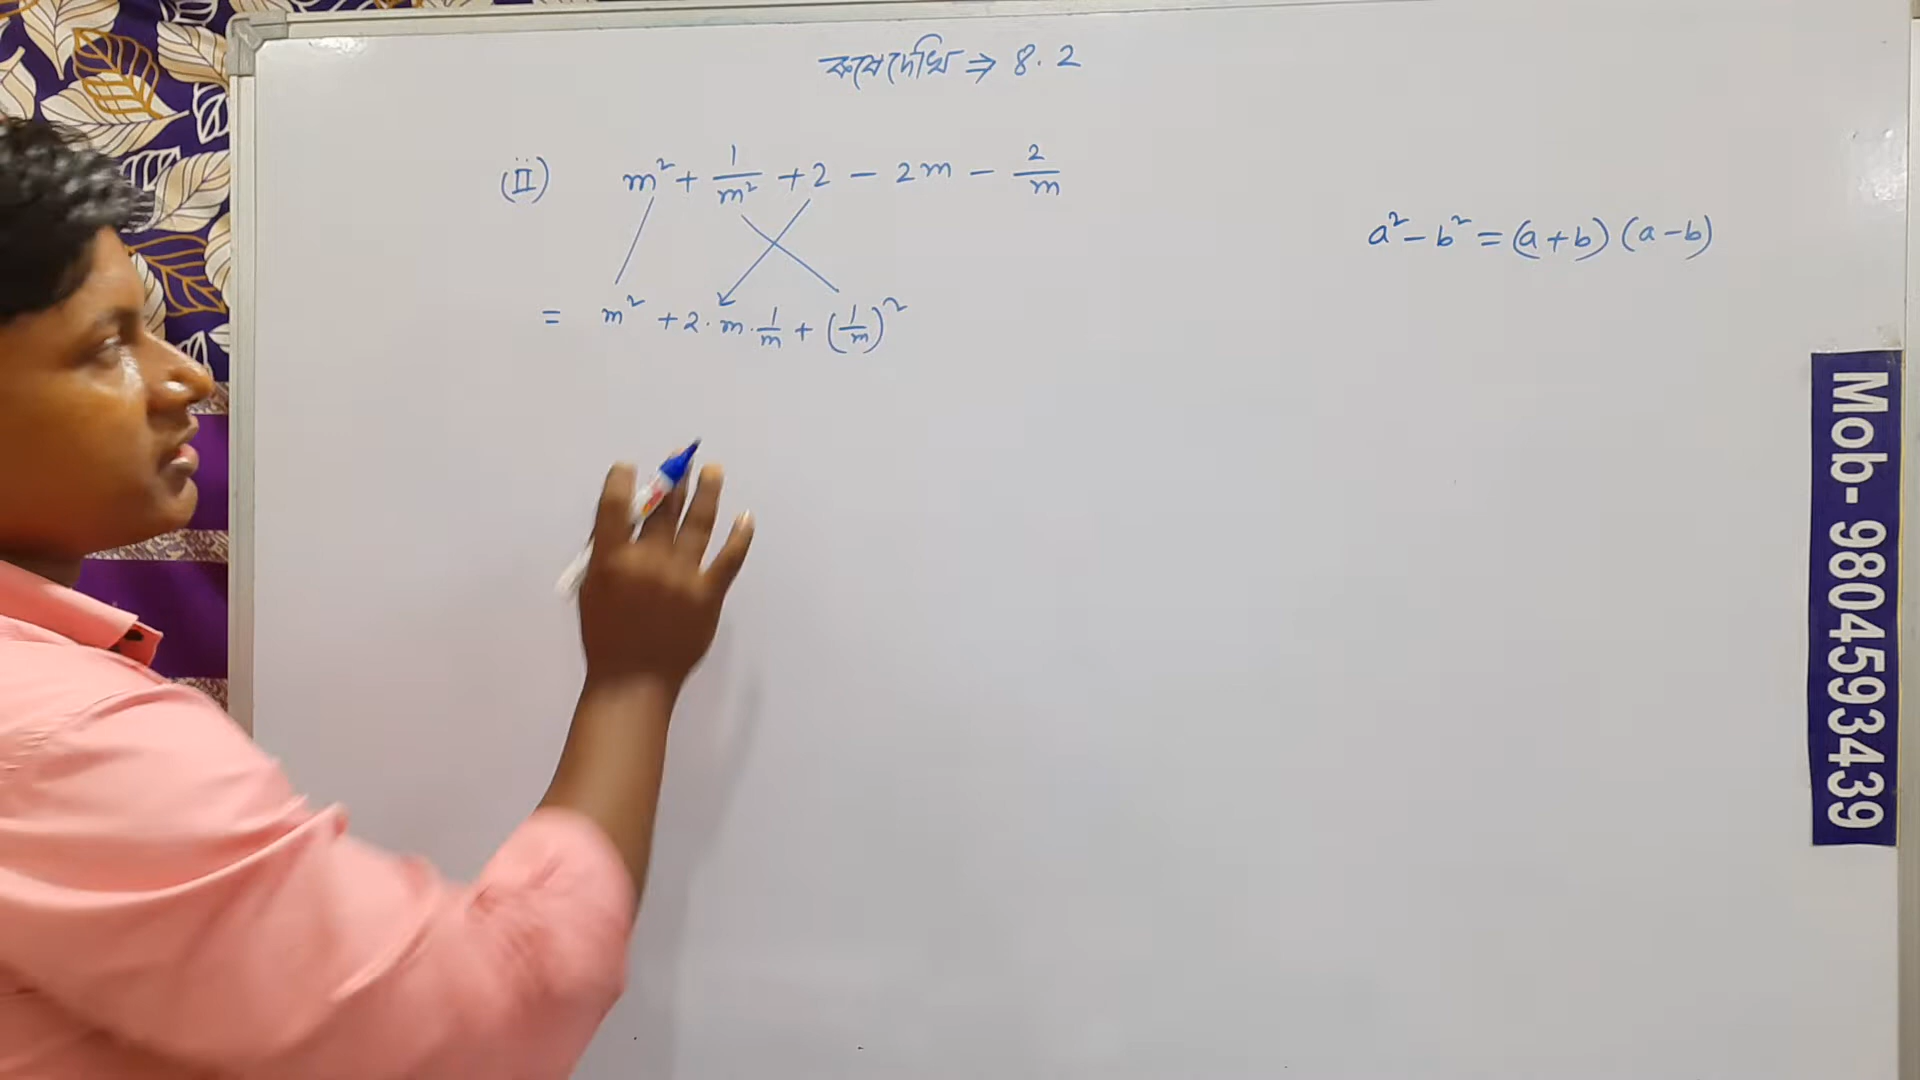 কষে দেখি ⇒ 8.2
(ii) m² + 1/m² + 2 - 2m - 2/m
= m² + 2·m·1/m + (1/m)²
a² - b² = (a+b) (a-b)
Mob- 9804593439